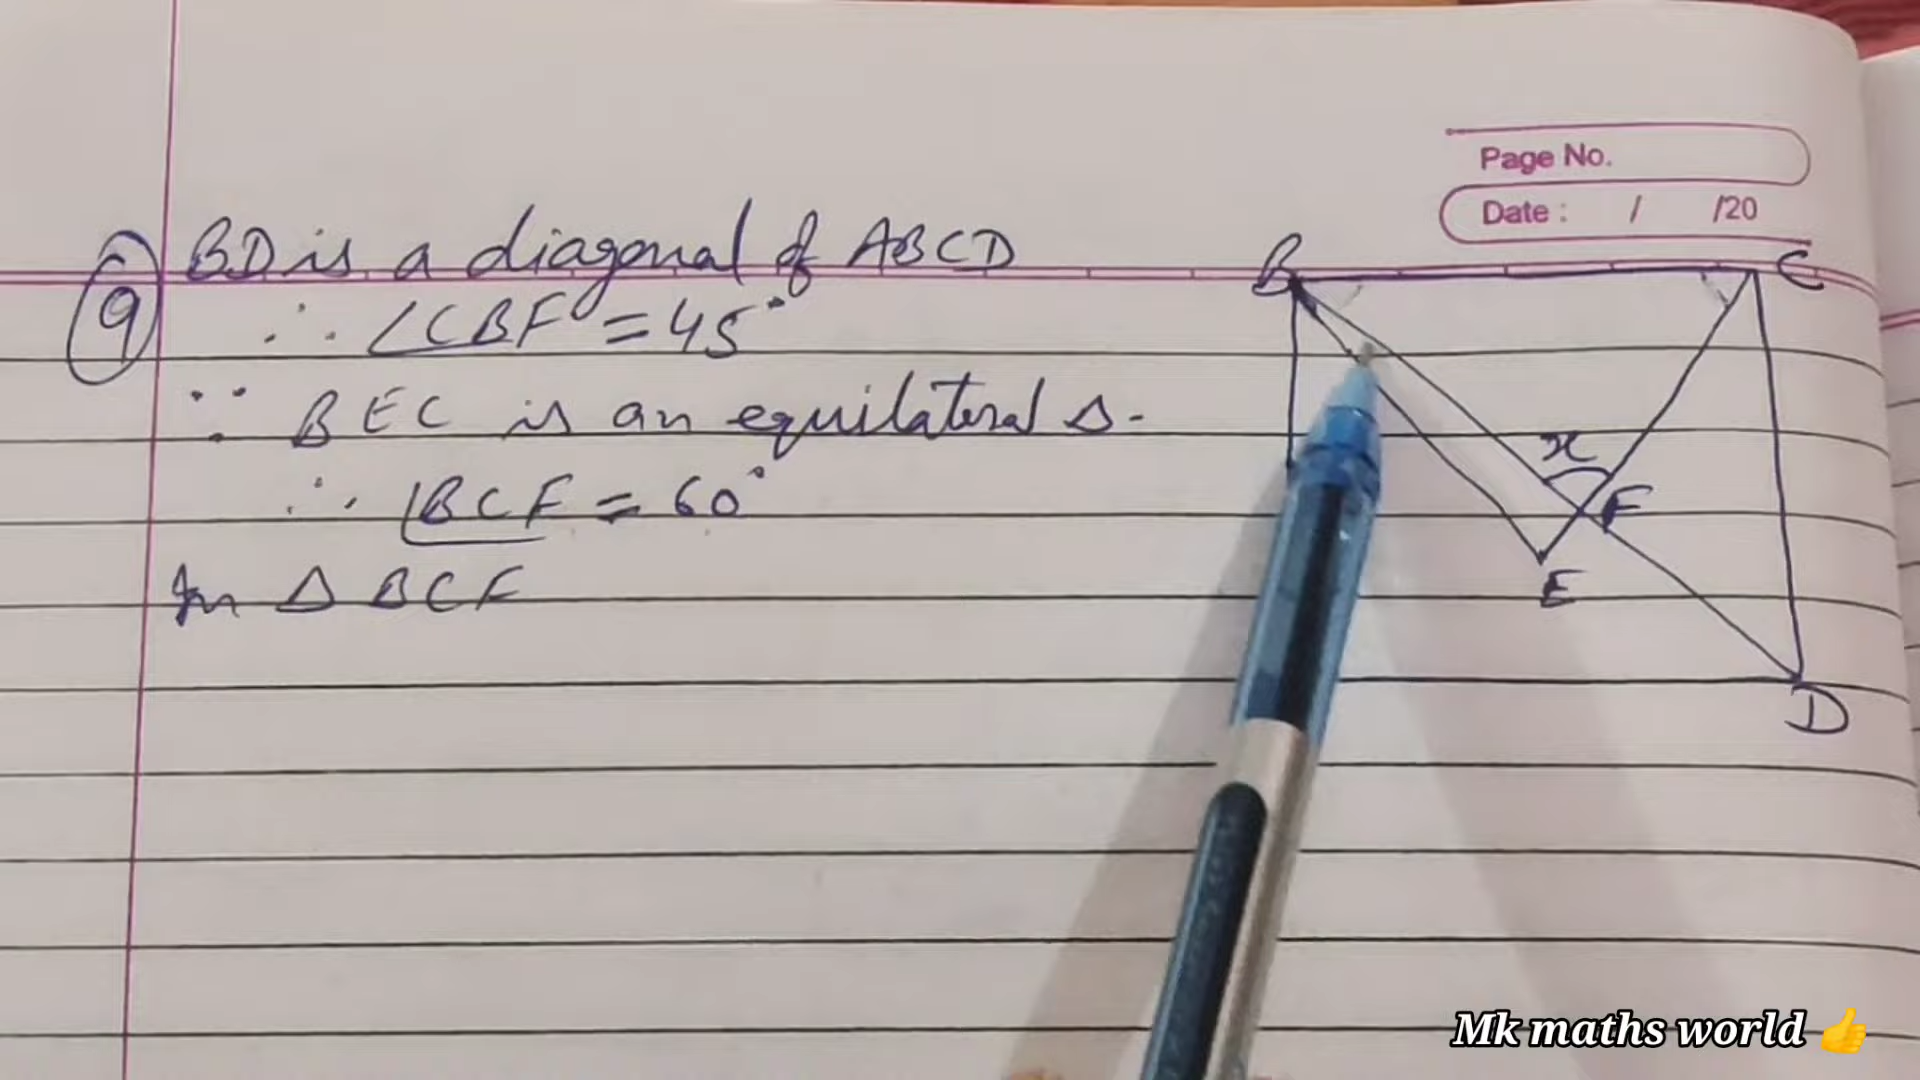 Page No.
Date : / /20
9 BD is a diagonal of ABCD
∴ ∠CBF = 45°
∵ BEC is an equilateral Δ.
∴ ∠BCF = 60°
In Δ BCF
B C
x
F
E
D
Mk maths world 👍